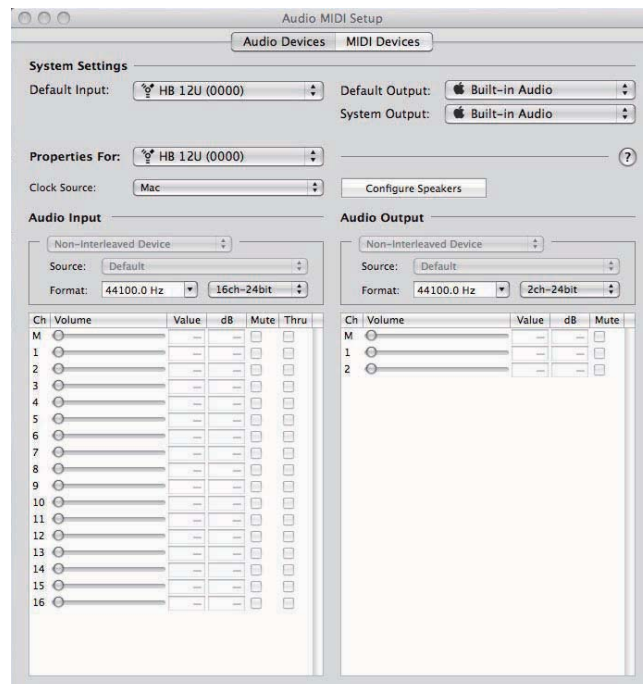 Audio MIDI Setup
Audio Devices MIDI Devices
System Settings
Default Input: HB 12U (0000)
Default Output: Built-in Audio
System Output: Built-in Audio
Properties For: HB 12U (0000) ?
Clock Source: Mac
Configure Speakers
Audio Input
Non-Interleaved Device
Source: Default
Format: 44100.0 Hz 16ch-24bit
Ch Volume Value dB Mute Thru
M — —
1 — —
2 — —
3 — —
4 — —
5 — —
6 — —
7 — —
8 — —
9 — —
10 — —
11 — —
12 — —
13 — —
14 — —
15 — —
16 — —
Audio Output
Non-Interleaved Device
Source: Default
Format: 44100.0 Hz 2ch-24bit
Ch Volume Value dB Mute
M — —
1 — —
2 — —